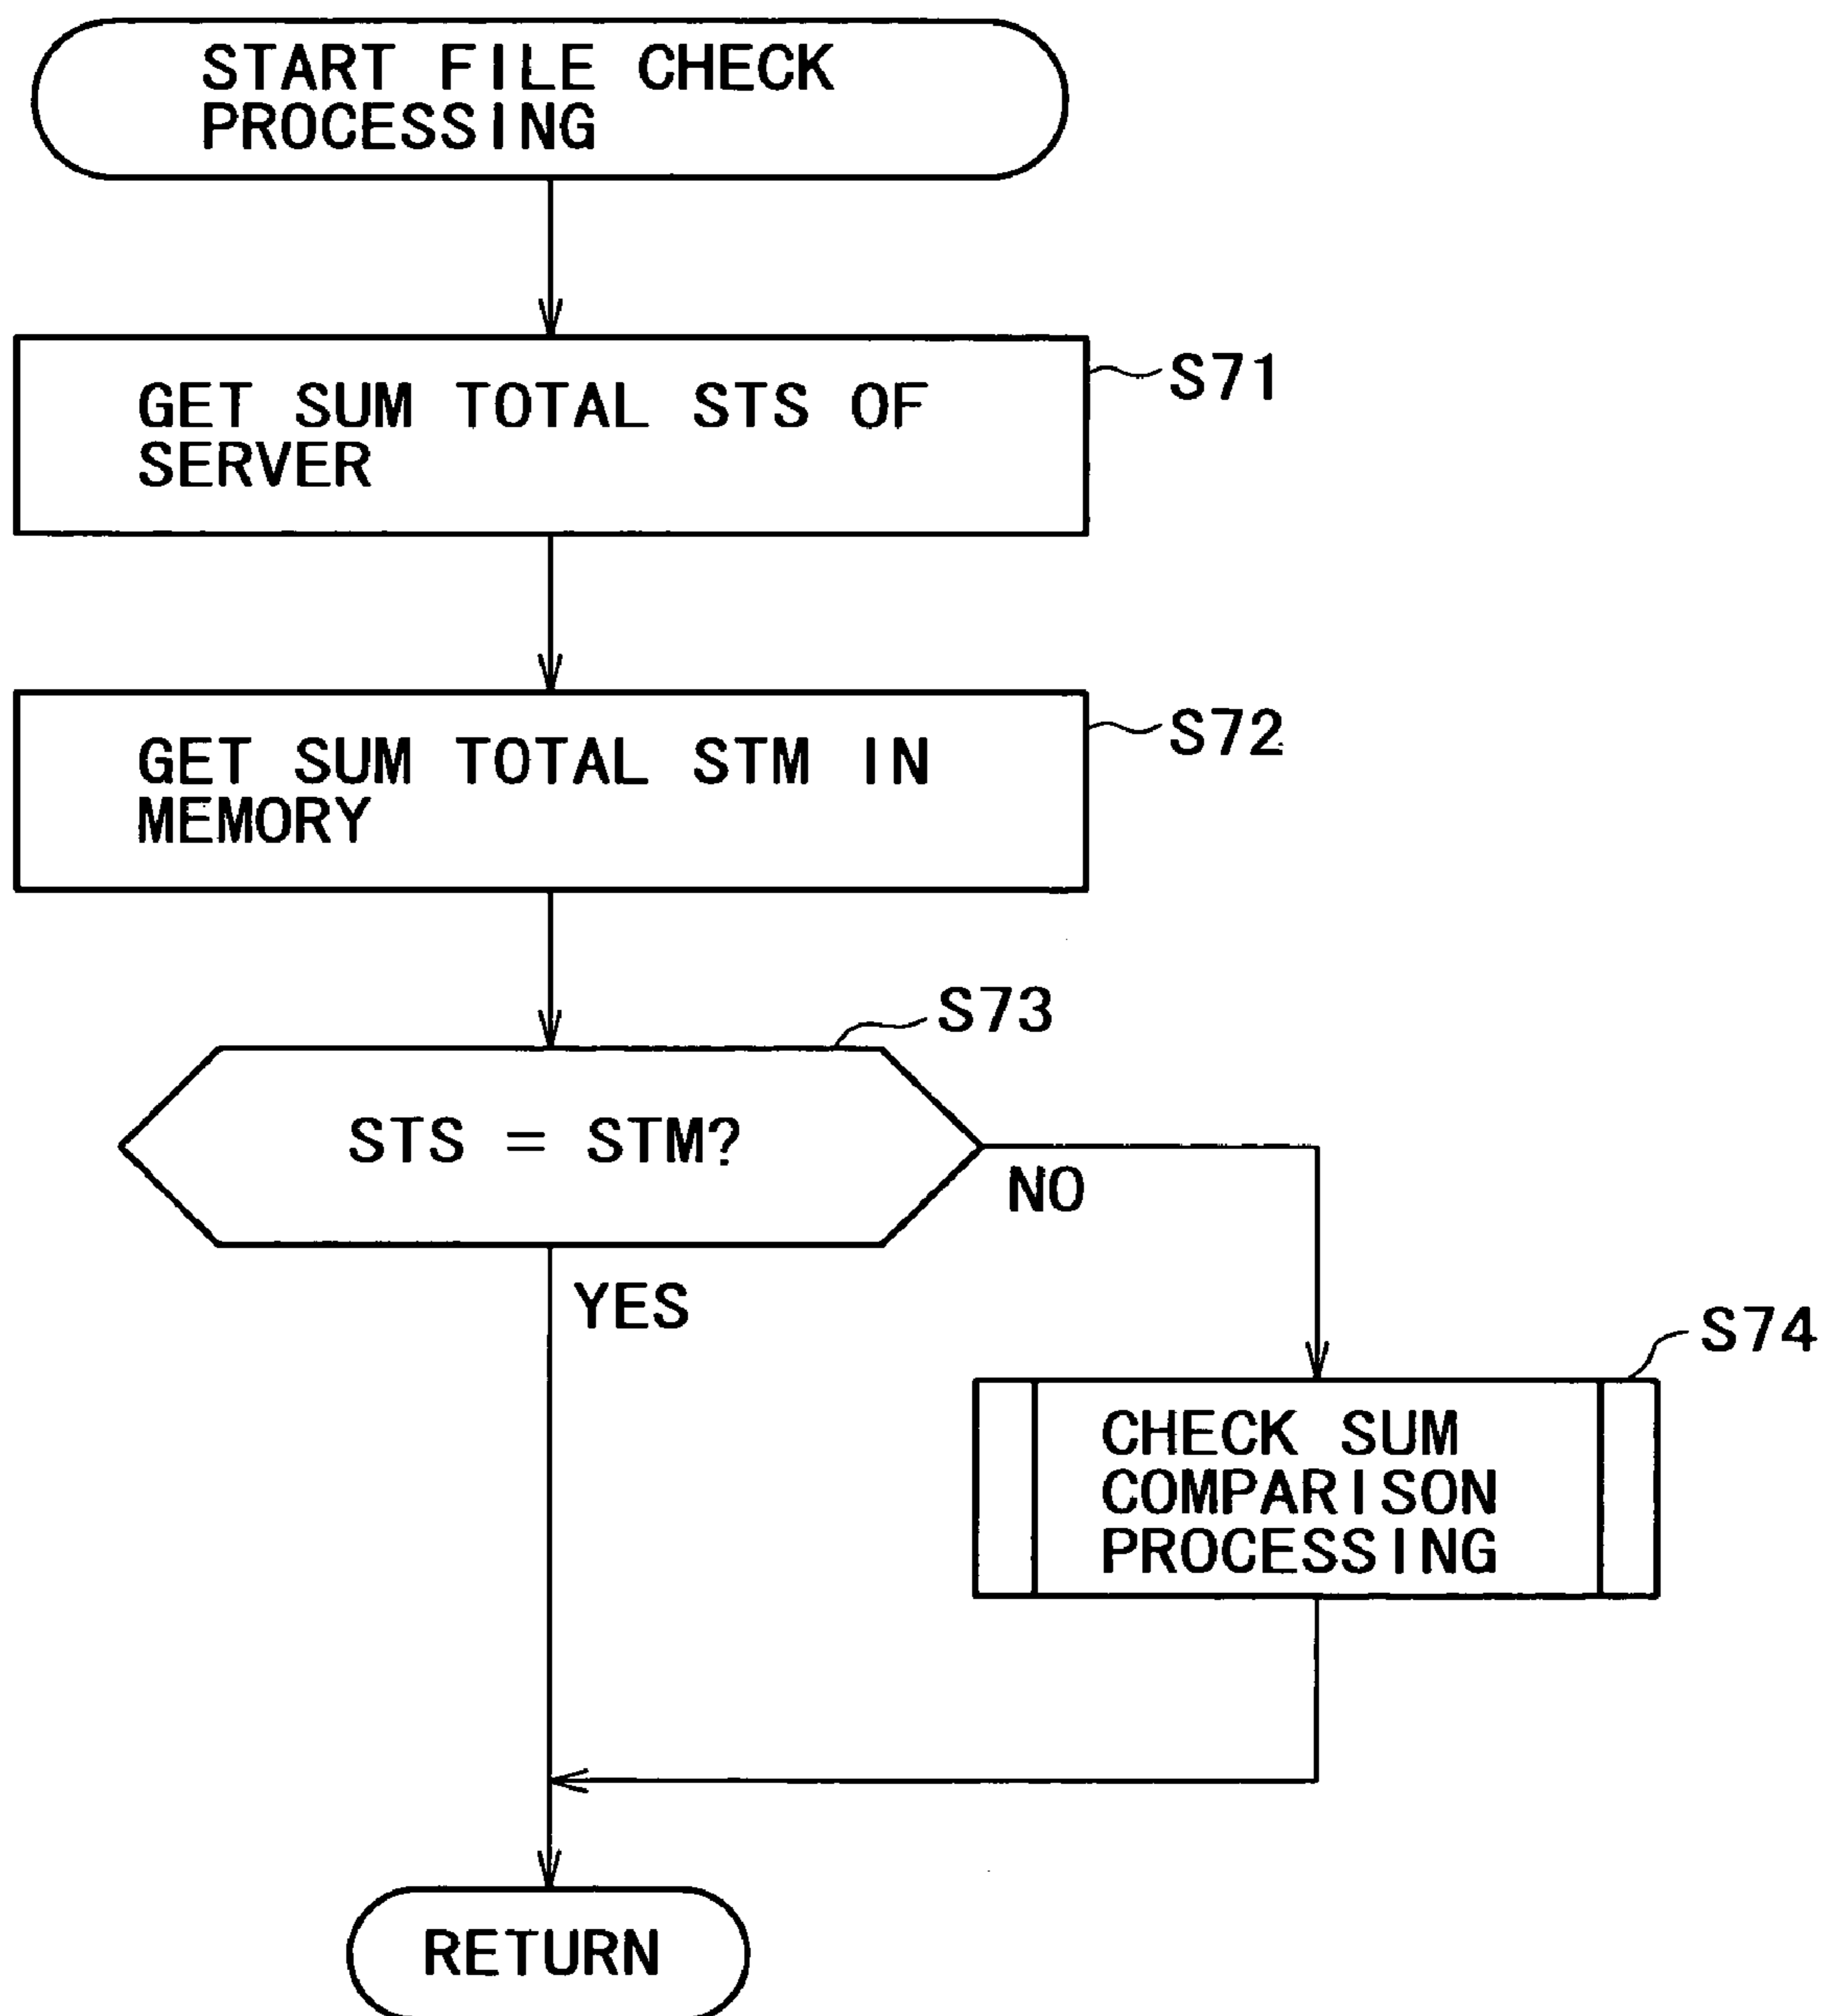 START FILE CHECK
PROCESSING
GET SUM TOTAL STS OF
SERVER
S71
GET SUM TOTAL STM IN
MEMORY
S72
S73
STS = STM?
NO
YES
S74
CHECK SUM
COMPARISON
PROCESSING
RETURN